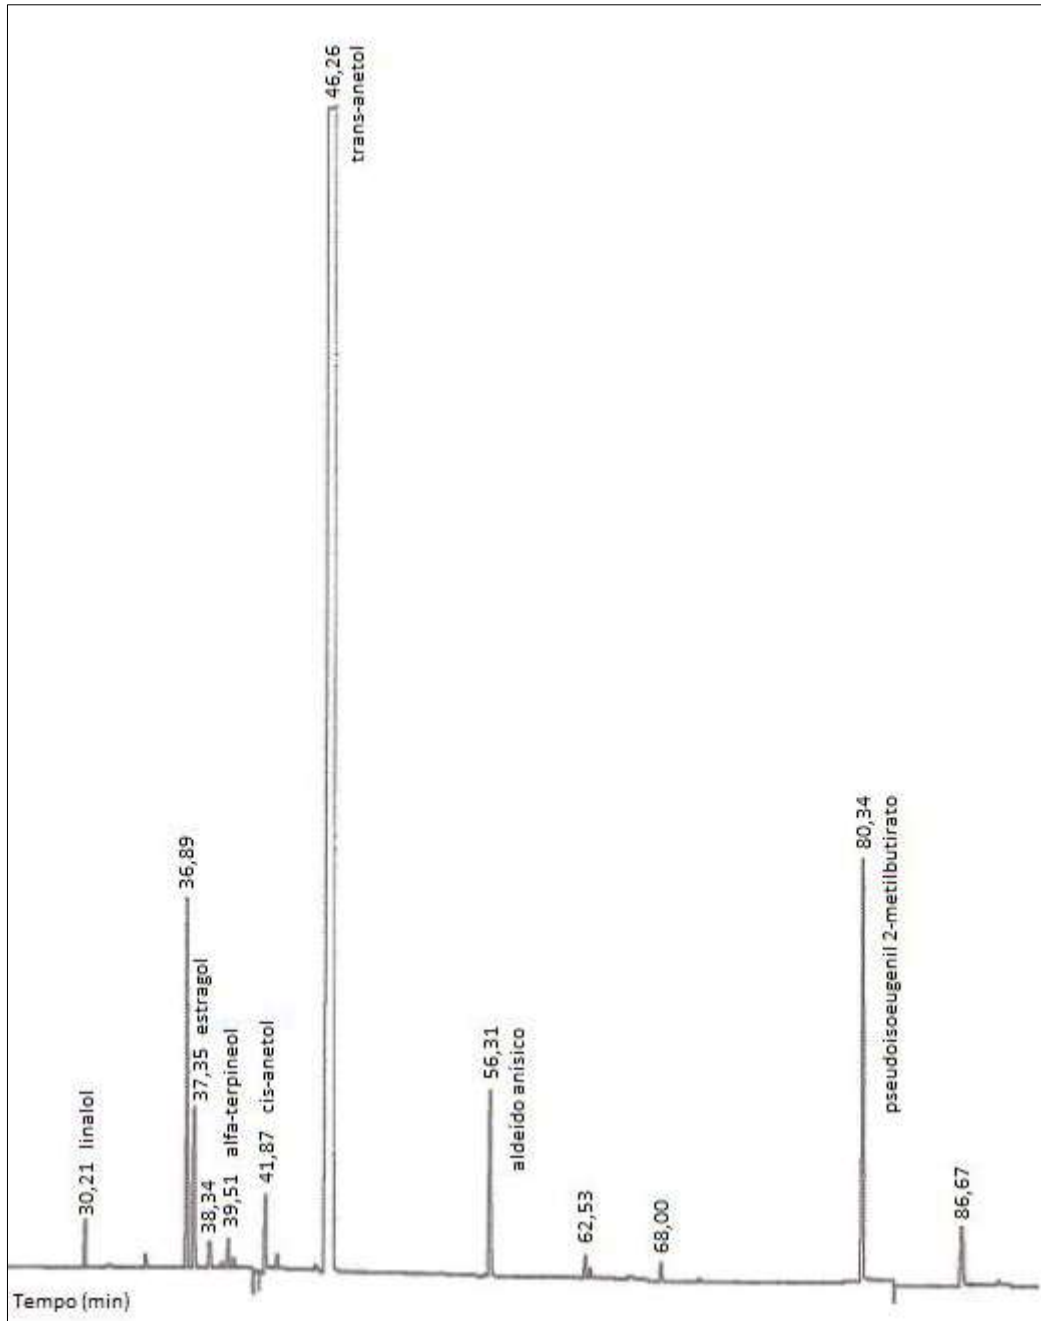 30,21 linalol
36,89
37,35 estragol
38,34
39,51 alfa-terpineol
41,87 cis-anetol
46,26
trans-anetol
56,31
aldeído anísico
62,53
68,00
80,34
pseudoisoeugenil 2-metilbutirato
86,67
Tempo (min)